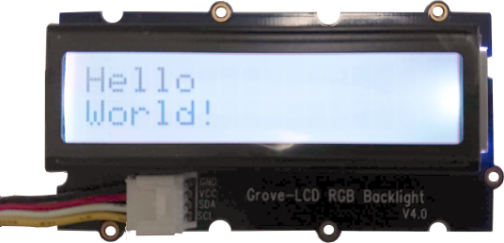 Hello
World!
GND
VCC
SDA
SCL
Grove-LCD RGB Backlight
V4.0